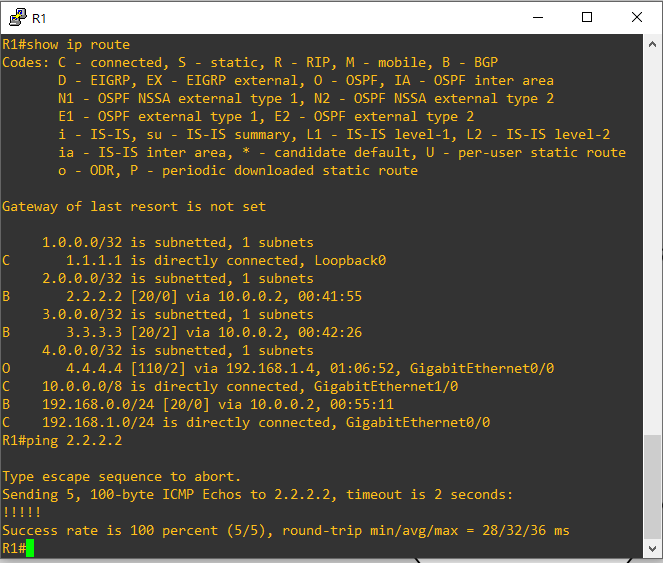 R1
R1#show ip route
Codes: C - connected, S - static, R - RIP, M - mobile, B - BGP
       D - EIGRP, EX - EIGRP external, O - OSPF, IA - OSPF inter area
       N1 - OSPF NSSA external type 1, N2 - OSPF NSSA external type 2
       E1 - OSPF external type 1, E2 - OSPF external type 2
       i - IS-IS, su - IS-IS summary, L1 - IS-IS level-1, L2 - IS-IS level-2
       ia - IS-IS inter area, * - candidate default, U - per-user static route
       o - ODR, P - periodic downloaded static route

Gateway of last resort is not set

     1.0.0.0/32 is subnetted, 1 subnets
C       1.1.1.1 is directly connected, Loopback0
     2.0.0.0/32 is subnetted, 1 subnets
B       2.2.2.2 [20/0] via 10.0.0.2, 00:41:55
     3.0.0.0/32 is subnetted, 1 subnets
B       3.3.3.3 [20/2] via 10.0.0.2, 00:42:26
     4.0.0.0/32 is subnetted, 1 subnets
O       4.4.4.4 [110/2] via 192.168.1.4, 01:06:52, GigabitEthernet0/0
C    10.0.0.0/8 is directly connected, GigabitEthernet1/0
B    192.168.0.0/24 [20/0] via 10.0.0.2, 00:55:11
C    192.168.1.0/24 is directly connected, GigabitEthernet0/0
R1#ping 2.2.2.2

Type escape sequence to abort.
Sending 5, 100-byte ICMP Echos to 2.2.2.2, timeout is 2 seconds:
!!!!!
Success rate is 100 percent (5/5), round-trip min/avg/max = 28/32/36 ms
R1#